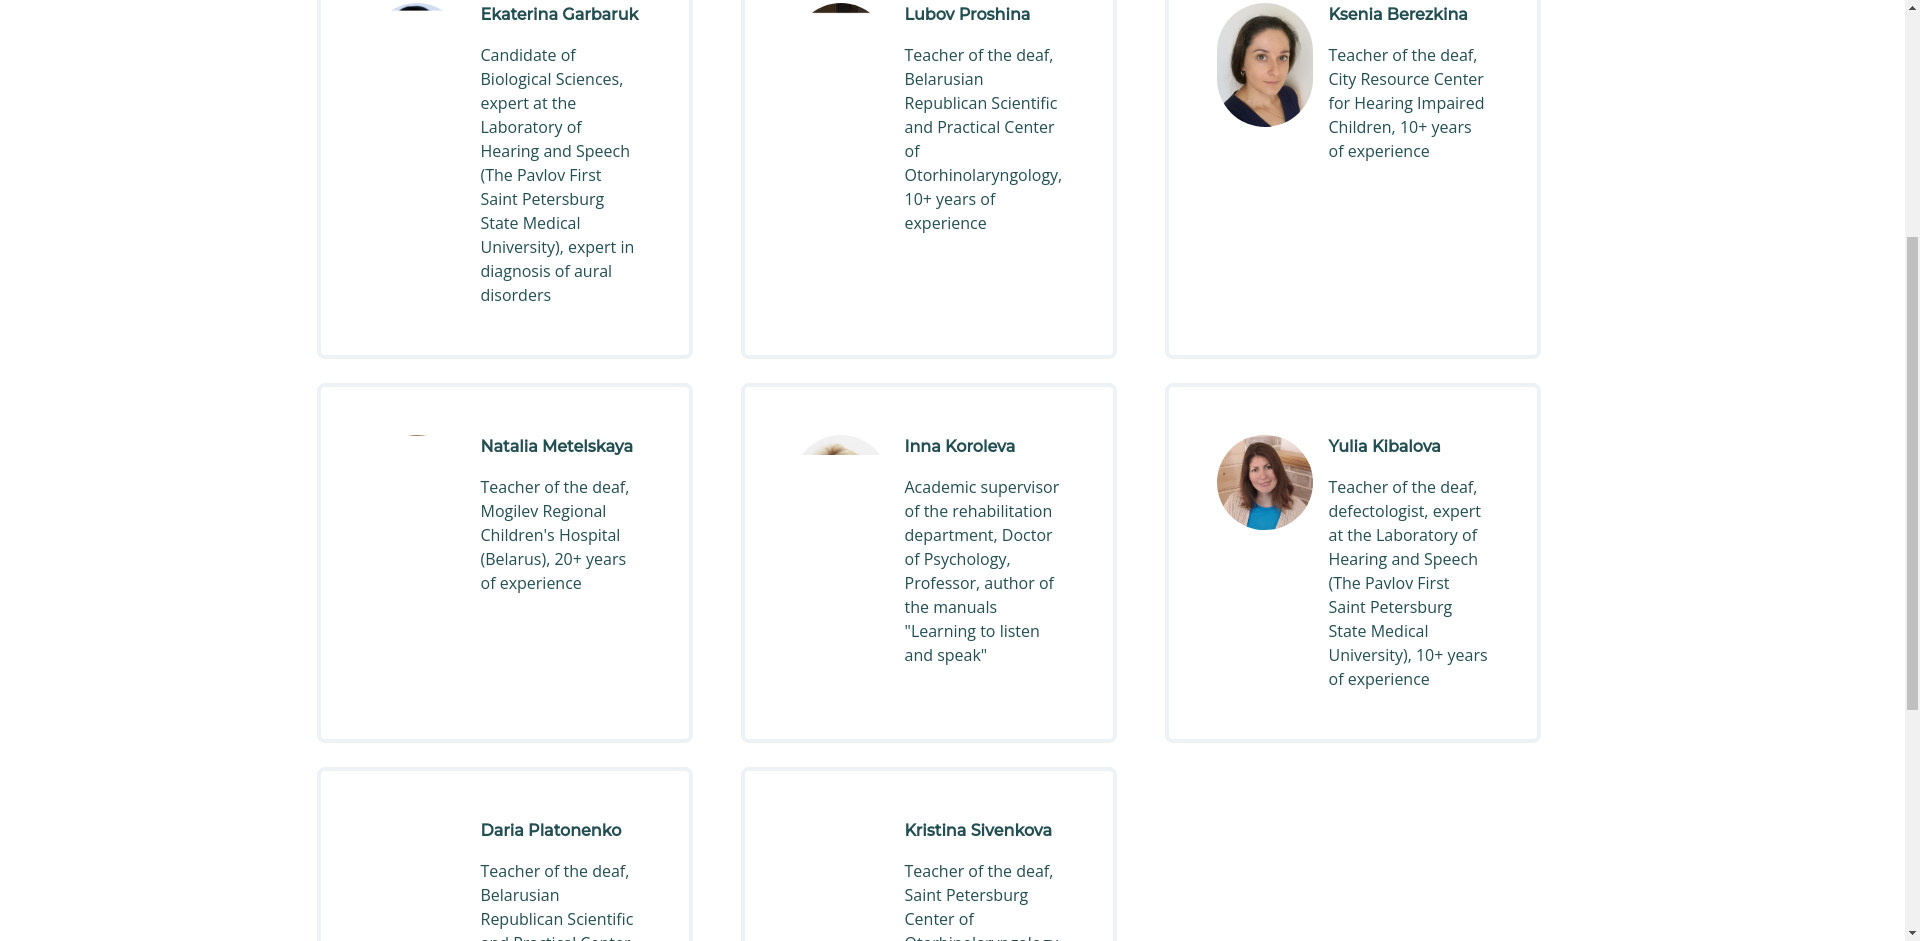 Ekaterina Garbaruk
Candidate of
Biological Sciences,
expert at the
Laboratory of
Hearing and Speech
(The Pavlov First
Saint Petersburg
State Medical
University), expert in
diagnosis of aural
disorders
Lubov Proshina
Teacher of the deaf,
Belarusian
Republican Scientific
and Practical Center
of
Otorhinolaryngology,
10+ years of
experience
Ksenia Berezkina
Teacher of the deaf,
City Resource Center
for Hearing Impaired
Children, 10+ years
of experience
Natalia Metelskaya
Teacher of the deaf,
Mogilev Regional
Children's Hospital
(Belarus), 20+ years
of experience
Inna Koroleva
Academic supervisor
of the rehabilitation
department, Doctor
of Psychology,
Professor, author of
the manuals
"Learning to listen
and speak"
Yulia Kibalova
Teacher of the deaf,
defectologist, expert
at the Laboratory of
Hearing and Speech
(The Pavlov First
Saint Petersburg
State Medical
University), 10+ years
of experience
Daria Platonenko
Teacher of the deaf,
Belarusian
Republican Scientific
and Practical Center
Kristina Sivenkova
Teacher of the deaf,
Saint Petersburg
Center of
Otorhinolaryngology